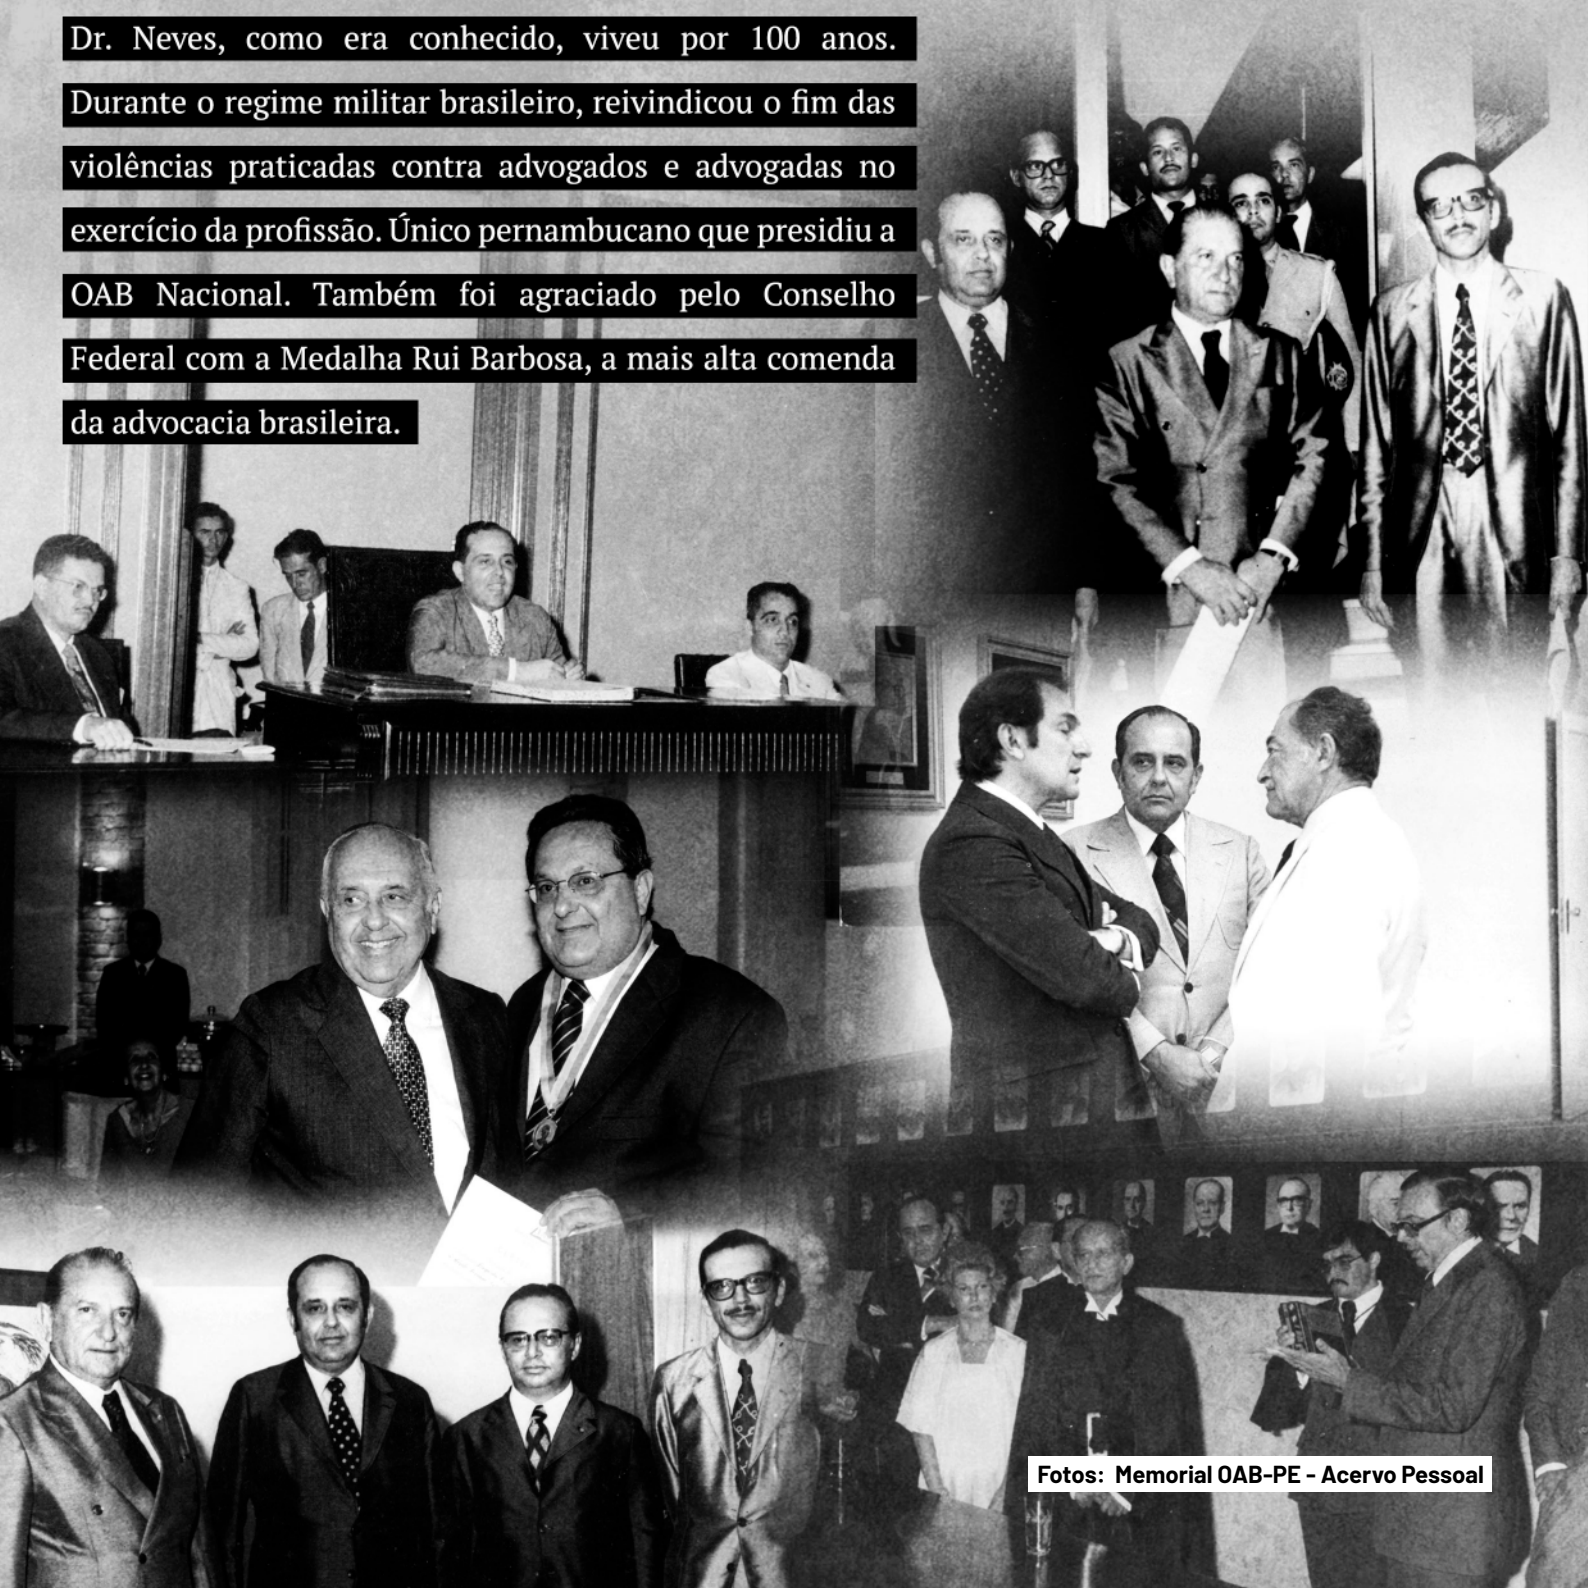 Dr. Neves, como era conhecido, viveu por 100 anos.
Durante o regime militar brasileiro, reivindicou o fim das
violências praticadas contra advogados e advogadas no
exercício da profissão. Único pernambucano que presidiu a
OAB Nacional. Também foi agraciado pelo Conselho
Federal com a Medalha Rui Barbosa, a mais alta comenda
da advocacia brasileira.
Fotos: Memorial OAB-PE - Acervo Pessoal